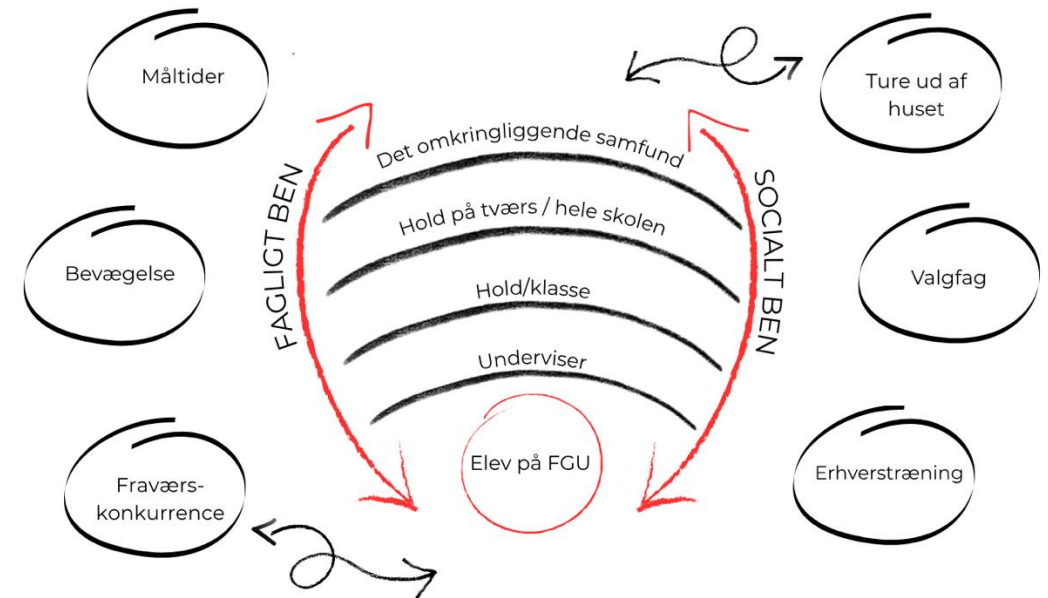 Måltider
Ture ud af
huset
Det omkringliggende samfund
FAGLIGT BEN
SOCIALT BEN
Hold på tværs / hele skolen
Bevægelse
Valgfag
Hold/klasse
Underviser
Elev på FGU
Fraværs-
konkurrence
Erhverstræning